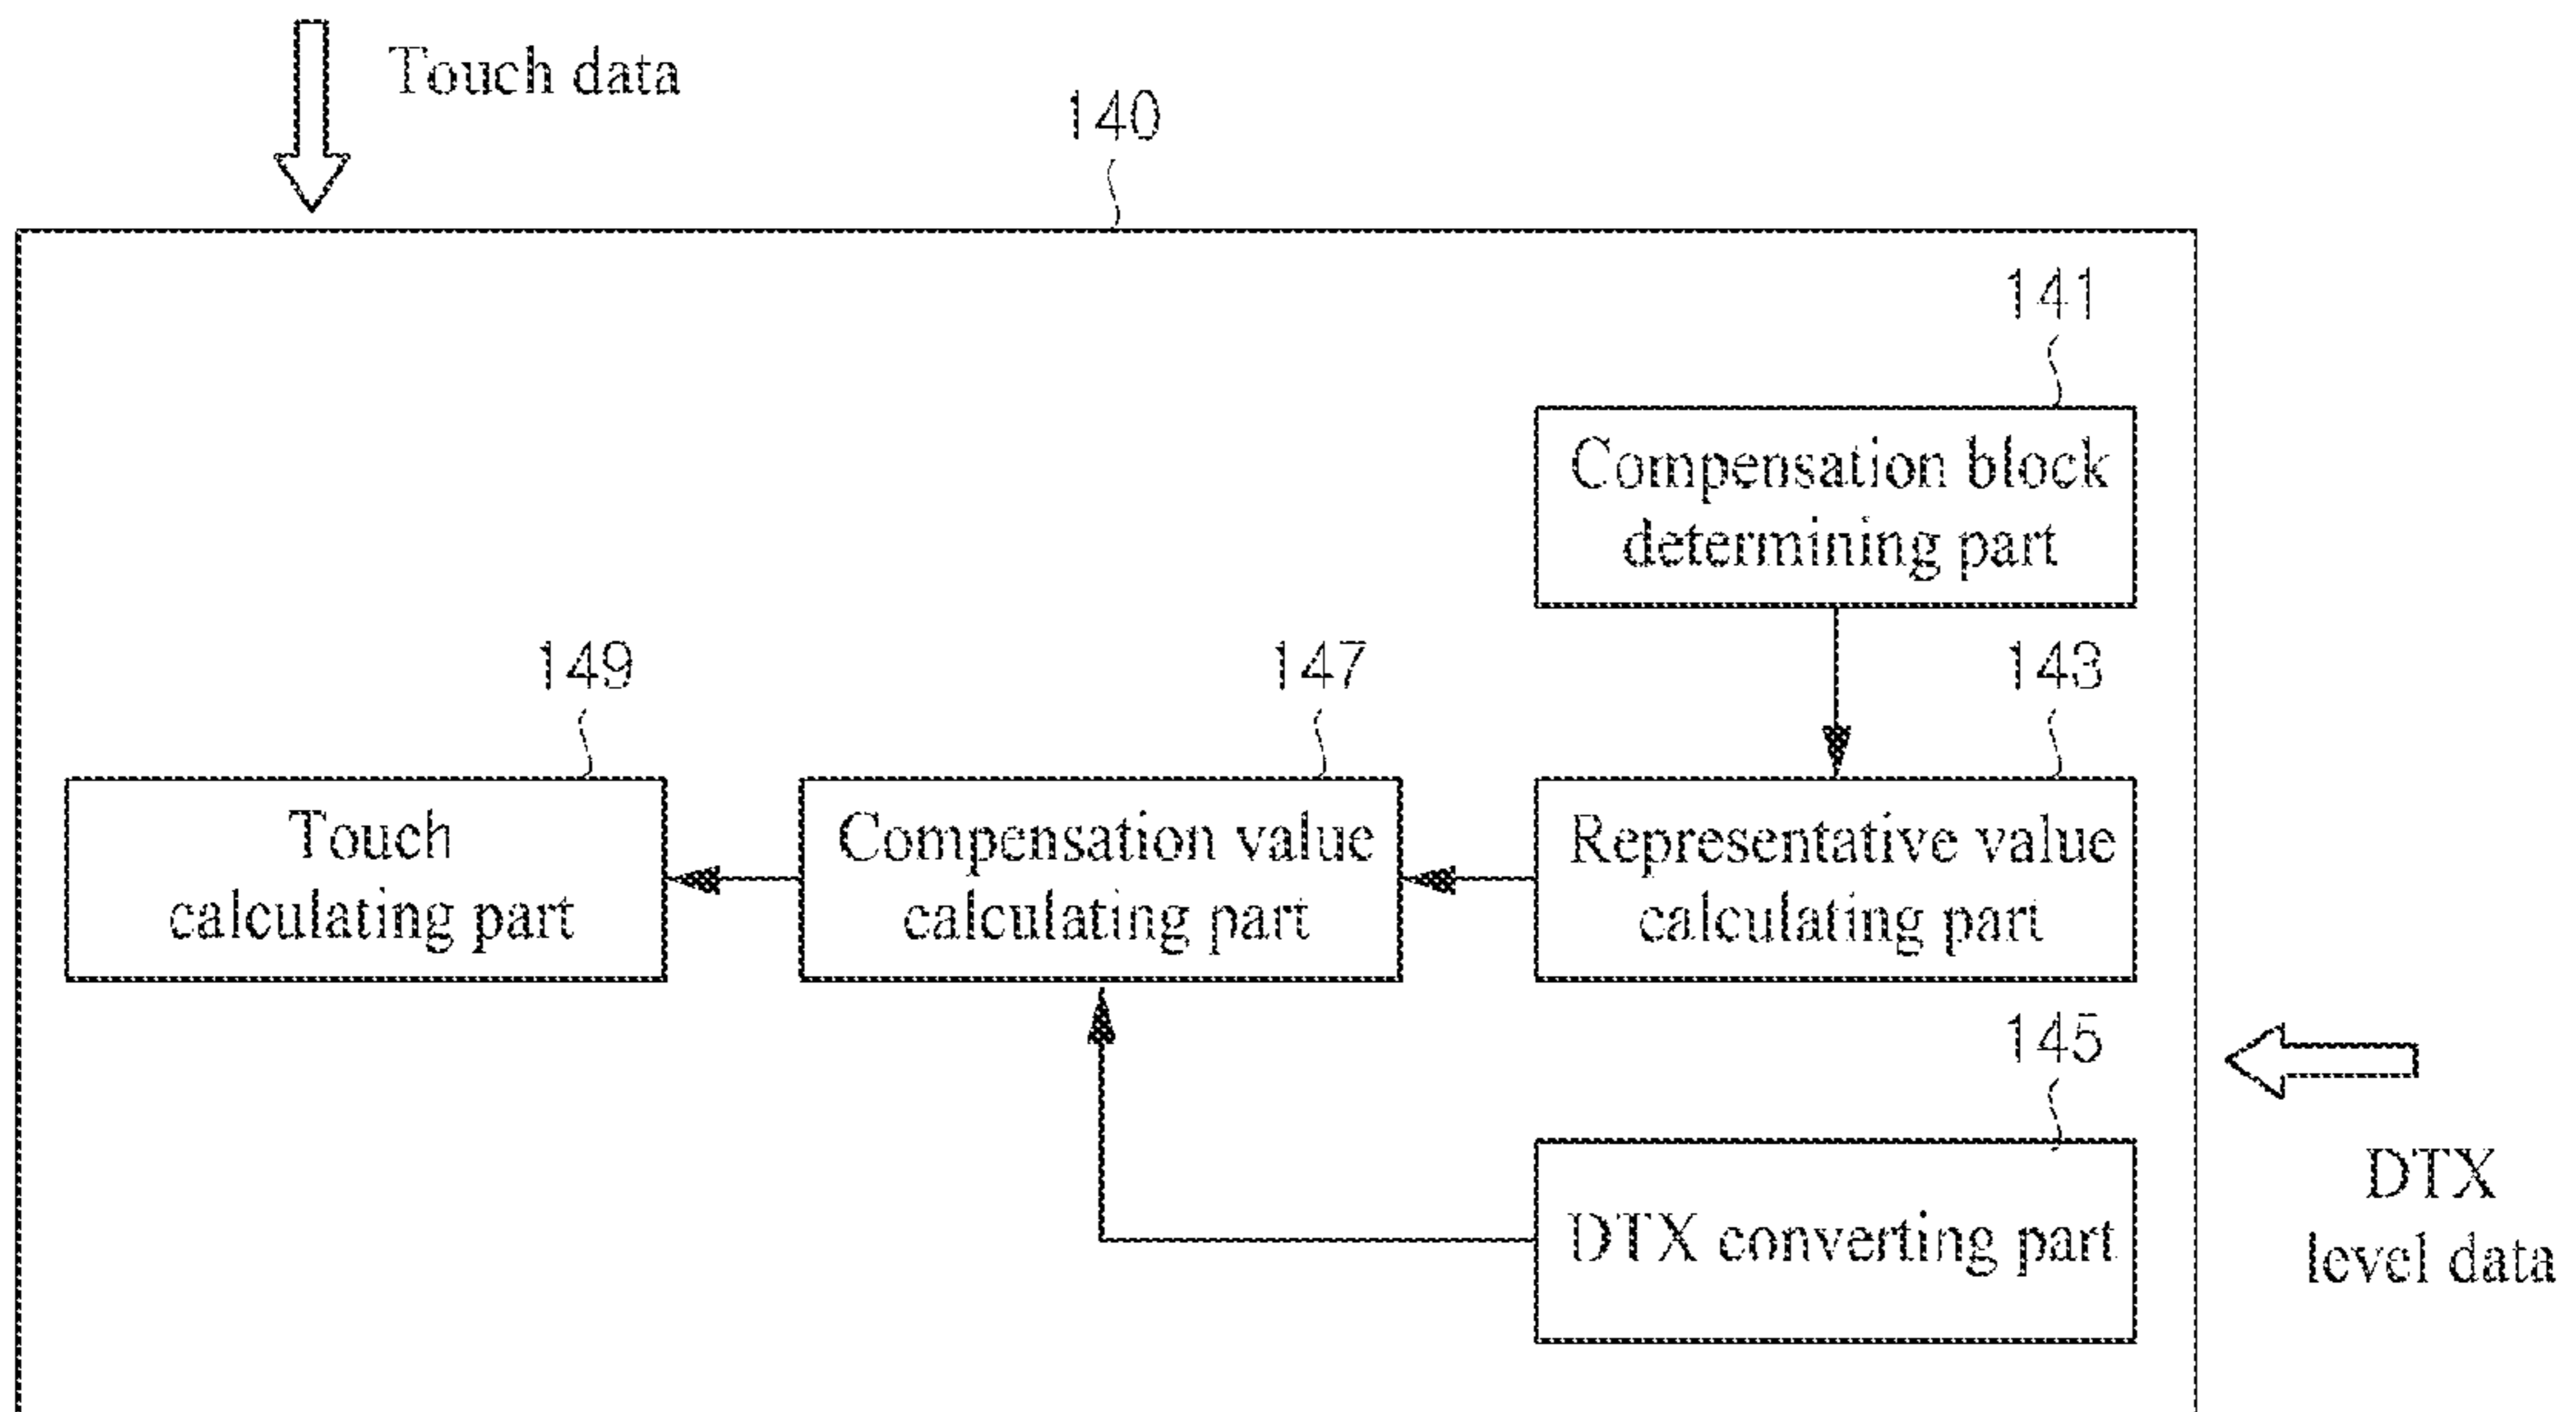 Touch data
140
141
Compensation block
determining part
149
147
143
Touch
calculating part
Compensation value
calculating part
Representative value
calculating part
145
DTX converting part
DTX
level data